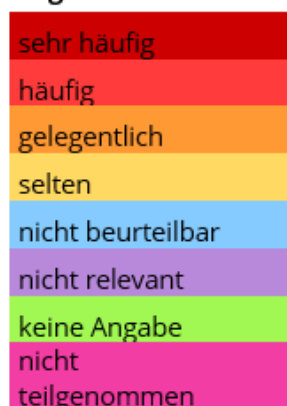 sehr häufig
häufig
gelegentlich
selten
nicht beurteilbar
nicht relevant
keine Angabe
nicht
teilgenommen